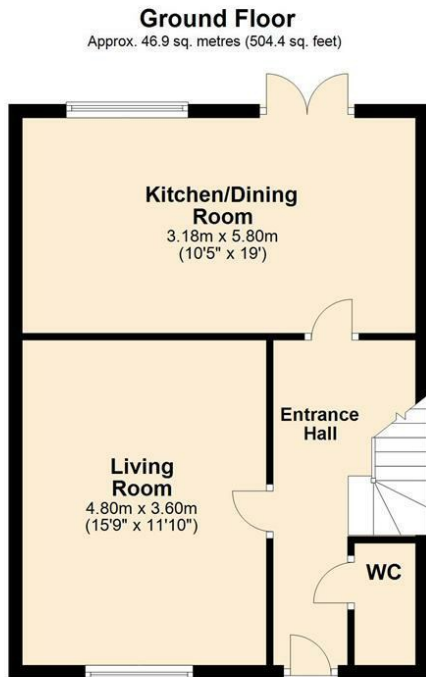 Ground Floor
Approx. 46.9 sq. metres (504.4 sq. feet)
Kitchen/Dining
Room
3.18m x 5.80m
(10'5" x 19')
Entrance
Hall
Living
Room
4.80m x 3.60m
(15'9" x 11'10")
WC